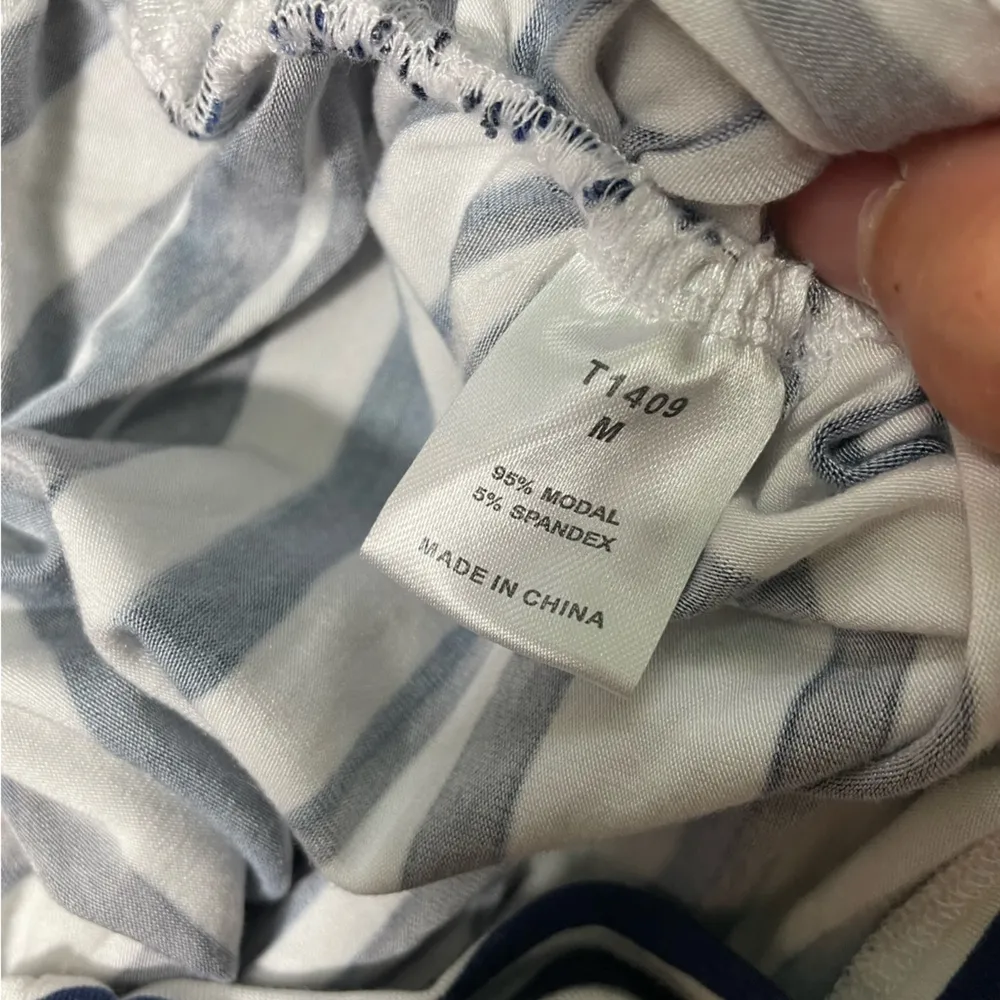 T1409
M
95% MODAL
5% SPANDEX
MADE IN CHINA